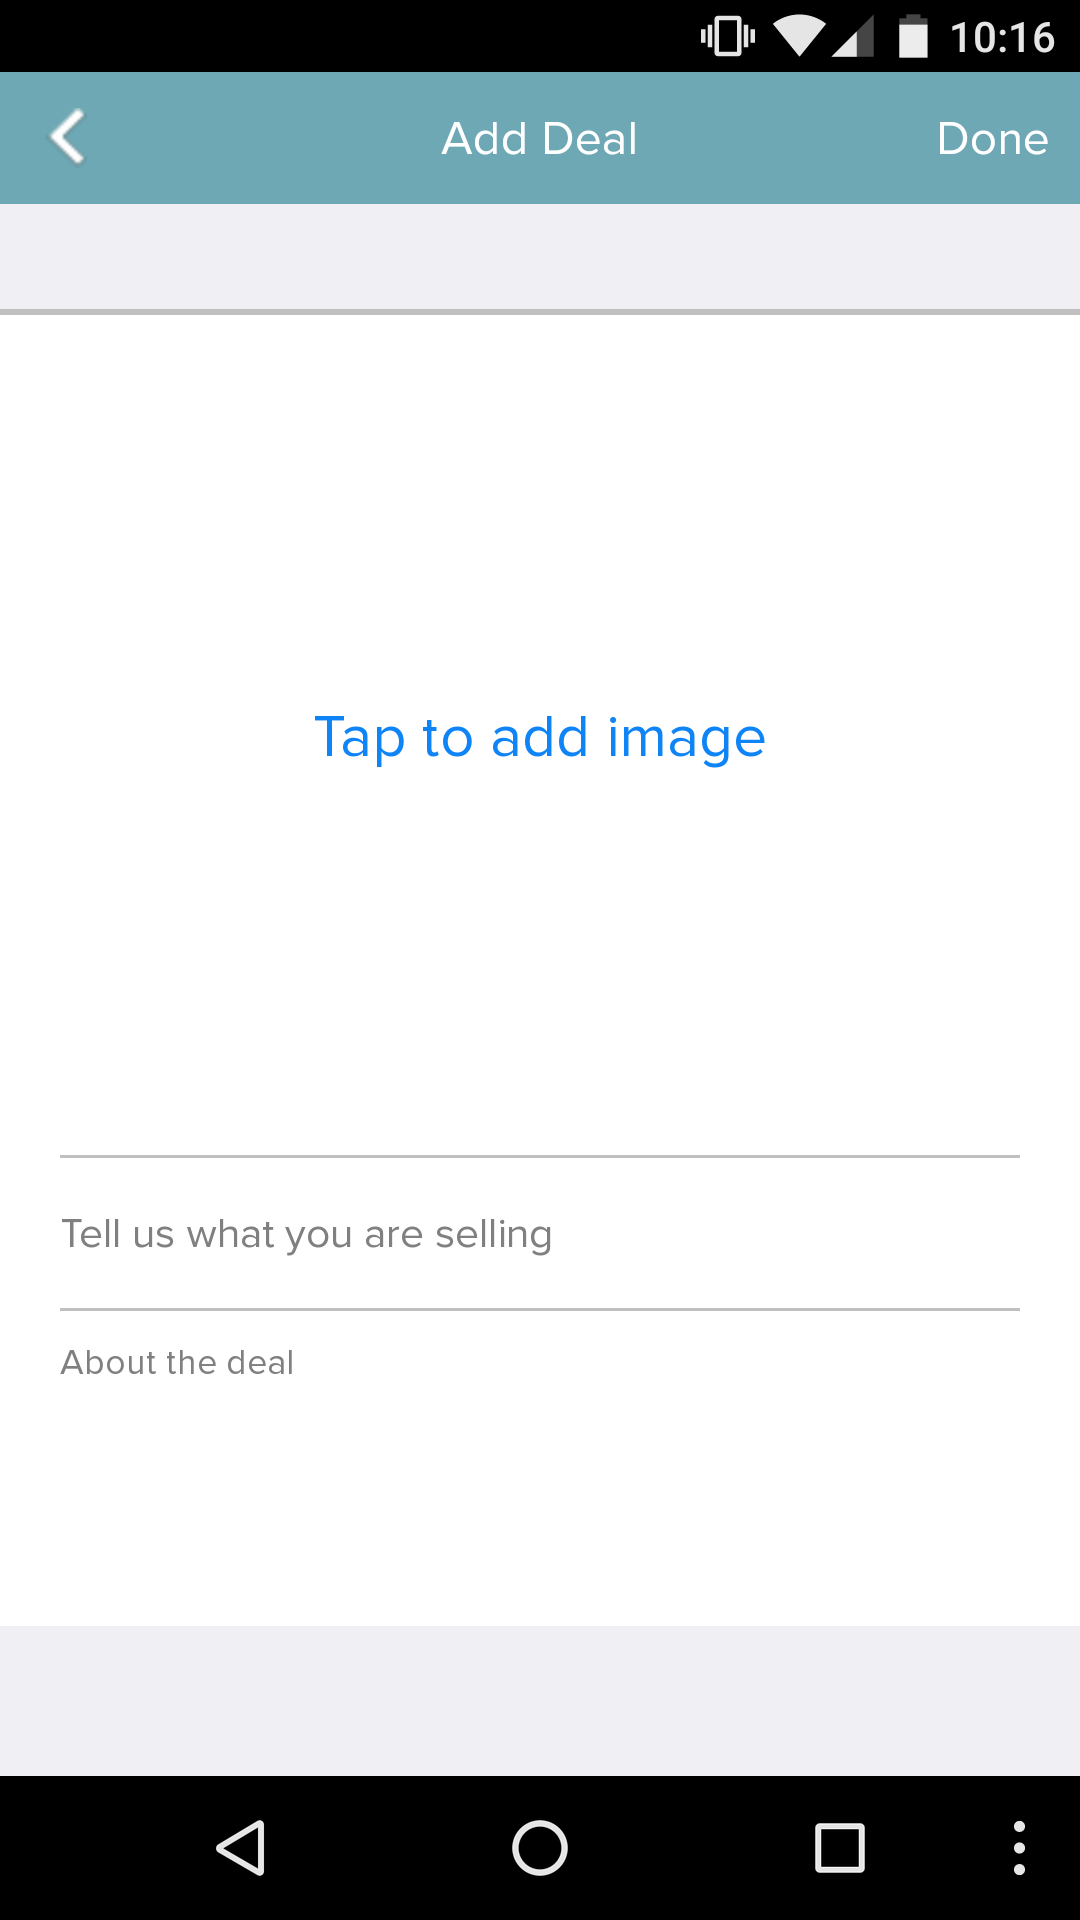 10:16
Add Deal Done
Tap to add image
Tell us what you are selling
About the deal